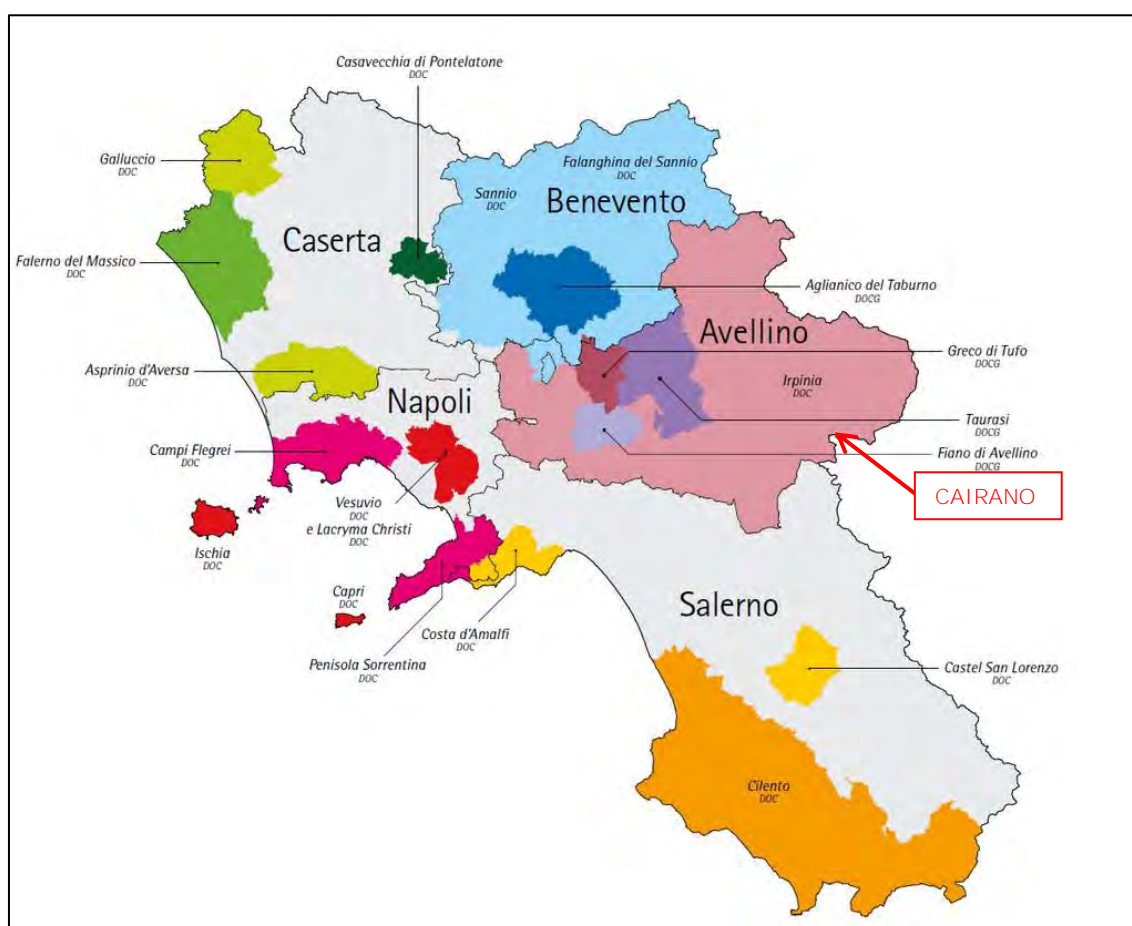 Casavecchia di Pontelatone
DOC
Galluccio
DOC
Falanghina del Sannio
DOC
Sannio
DOC
Benevento
Caserta
Falerno del Massico
DOC
Aglianico del Taburno
DOCG
Avellino
Greco di Tufo
DOCG
Asprinio d'Aversa
DOC
Irpinia
DOC
Napoli
Taurasi
DOCG
Campi Flegrei
DOC
Fiano di Avellino
DOCG
CAIRANO
Vesuvio
DOC
e Lacryma Christi
DOC
Ischia
DOC
Capri
DOC
Salerno
Costa d'Amalfi
DOC
Penisola Sorrentina
DOC
Castel San Lorenzo
DOC
Cilento
DOC